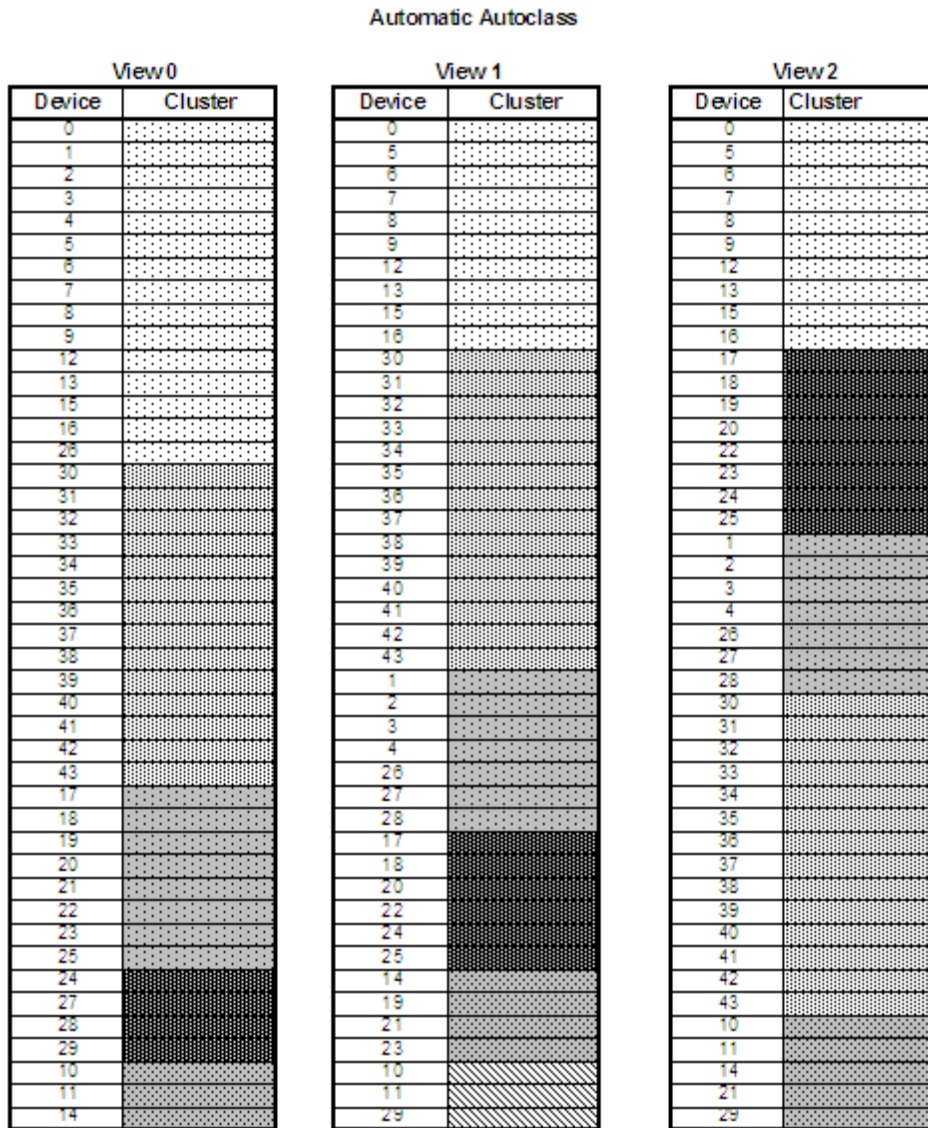 Automatic Autoclass
View 0 View 1 View 2
Device Cluster Device Cluster Device Cluster
0 0 0
1 5 5
2 6 6
3 7 7
4 8 8
5 9 9
6 12 12
7 13 13
8 15 15
9 16 16
12 30 17
13 31 18
15 32 19
16 33 20
26 34 22
30 35 23
31 36 24
32 37 25
33 38 1
34 39 2
35 40 3
36 41 4
37 42 26
38 43 27
39 1 28
40 2 30
41 3 31
42 4 32
43 26 33
17 27 34
18 28 35
19 17 36
20 18 37
21 20 38
22 22 39
23 24 40
25 25 41
24 14 42
27 19 43
28 21 10
29 23 11
10 10 14
11 11 21
14 29 29